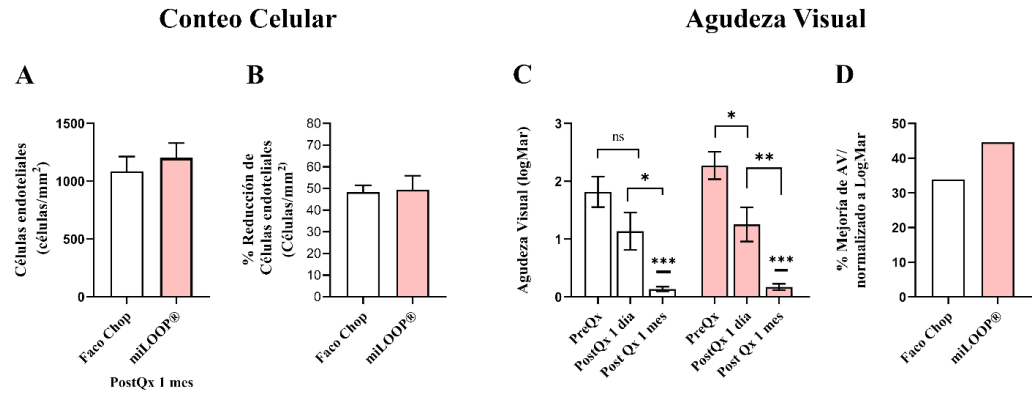 Conteo Celular
Agudeza Visual
A
B
C
D
Células endoteliales
(células/mm²)
1500
1000
500
0
Faco Chop
miLOOP®
PostQx 1 mes
% Reducción de
Células endoteliales
(Células/mm²)
80
70
60
50
40
30
20
10
0
Faco Chop
miLOOP®
Agudeza Visual (logMar)
3
2
1
0
ns
*
***
*
**
***
PreQx
PostQx 1 día
Post Qx 1 mes
PreQx
PostQx 1 día
Post Qx 1 mes
% Mejoría de AV/
normalizado a LogMar
50
40
30
20
10
0
Faco Chop
miLOOP®